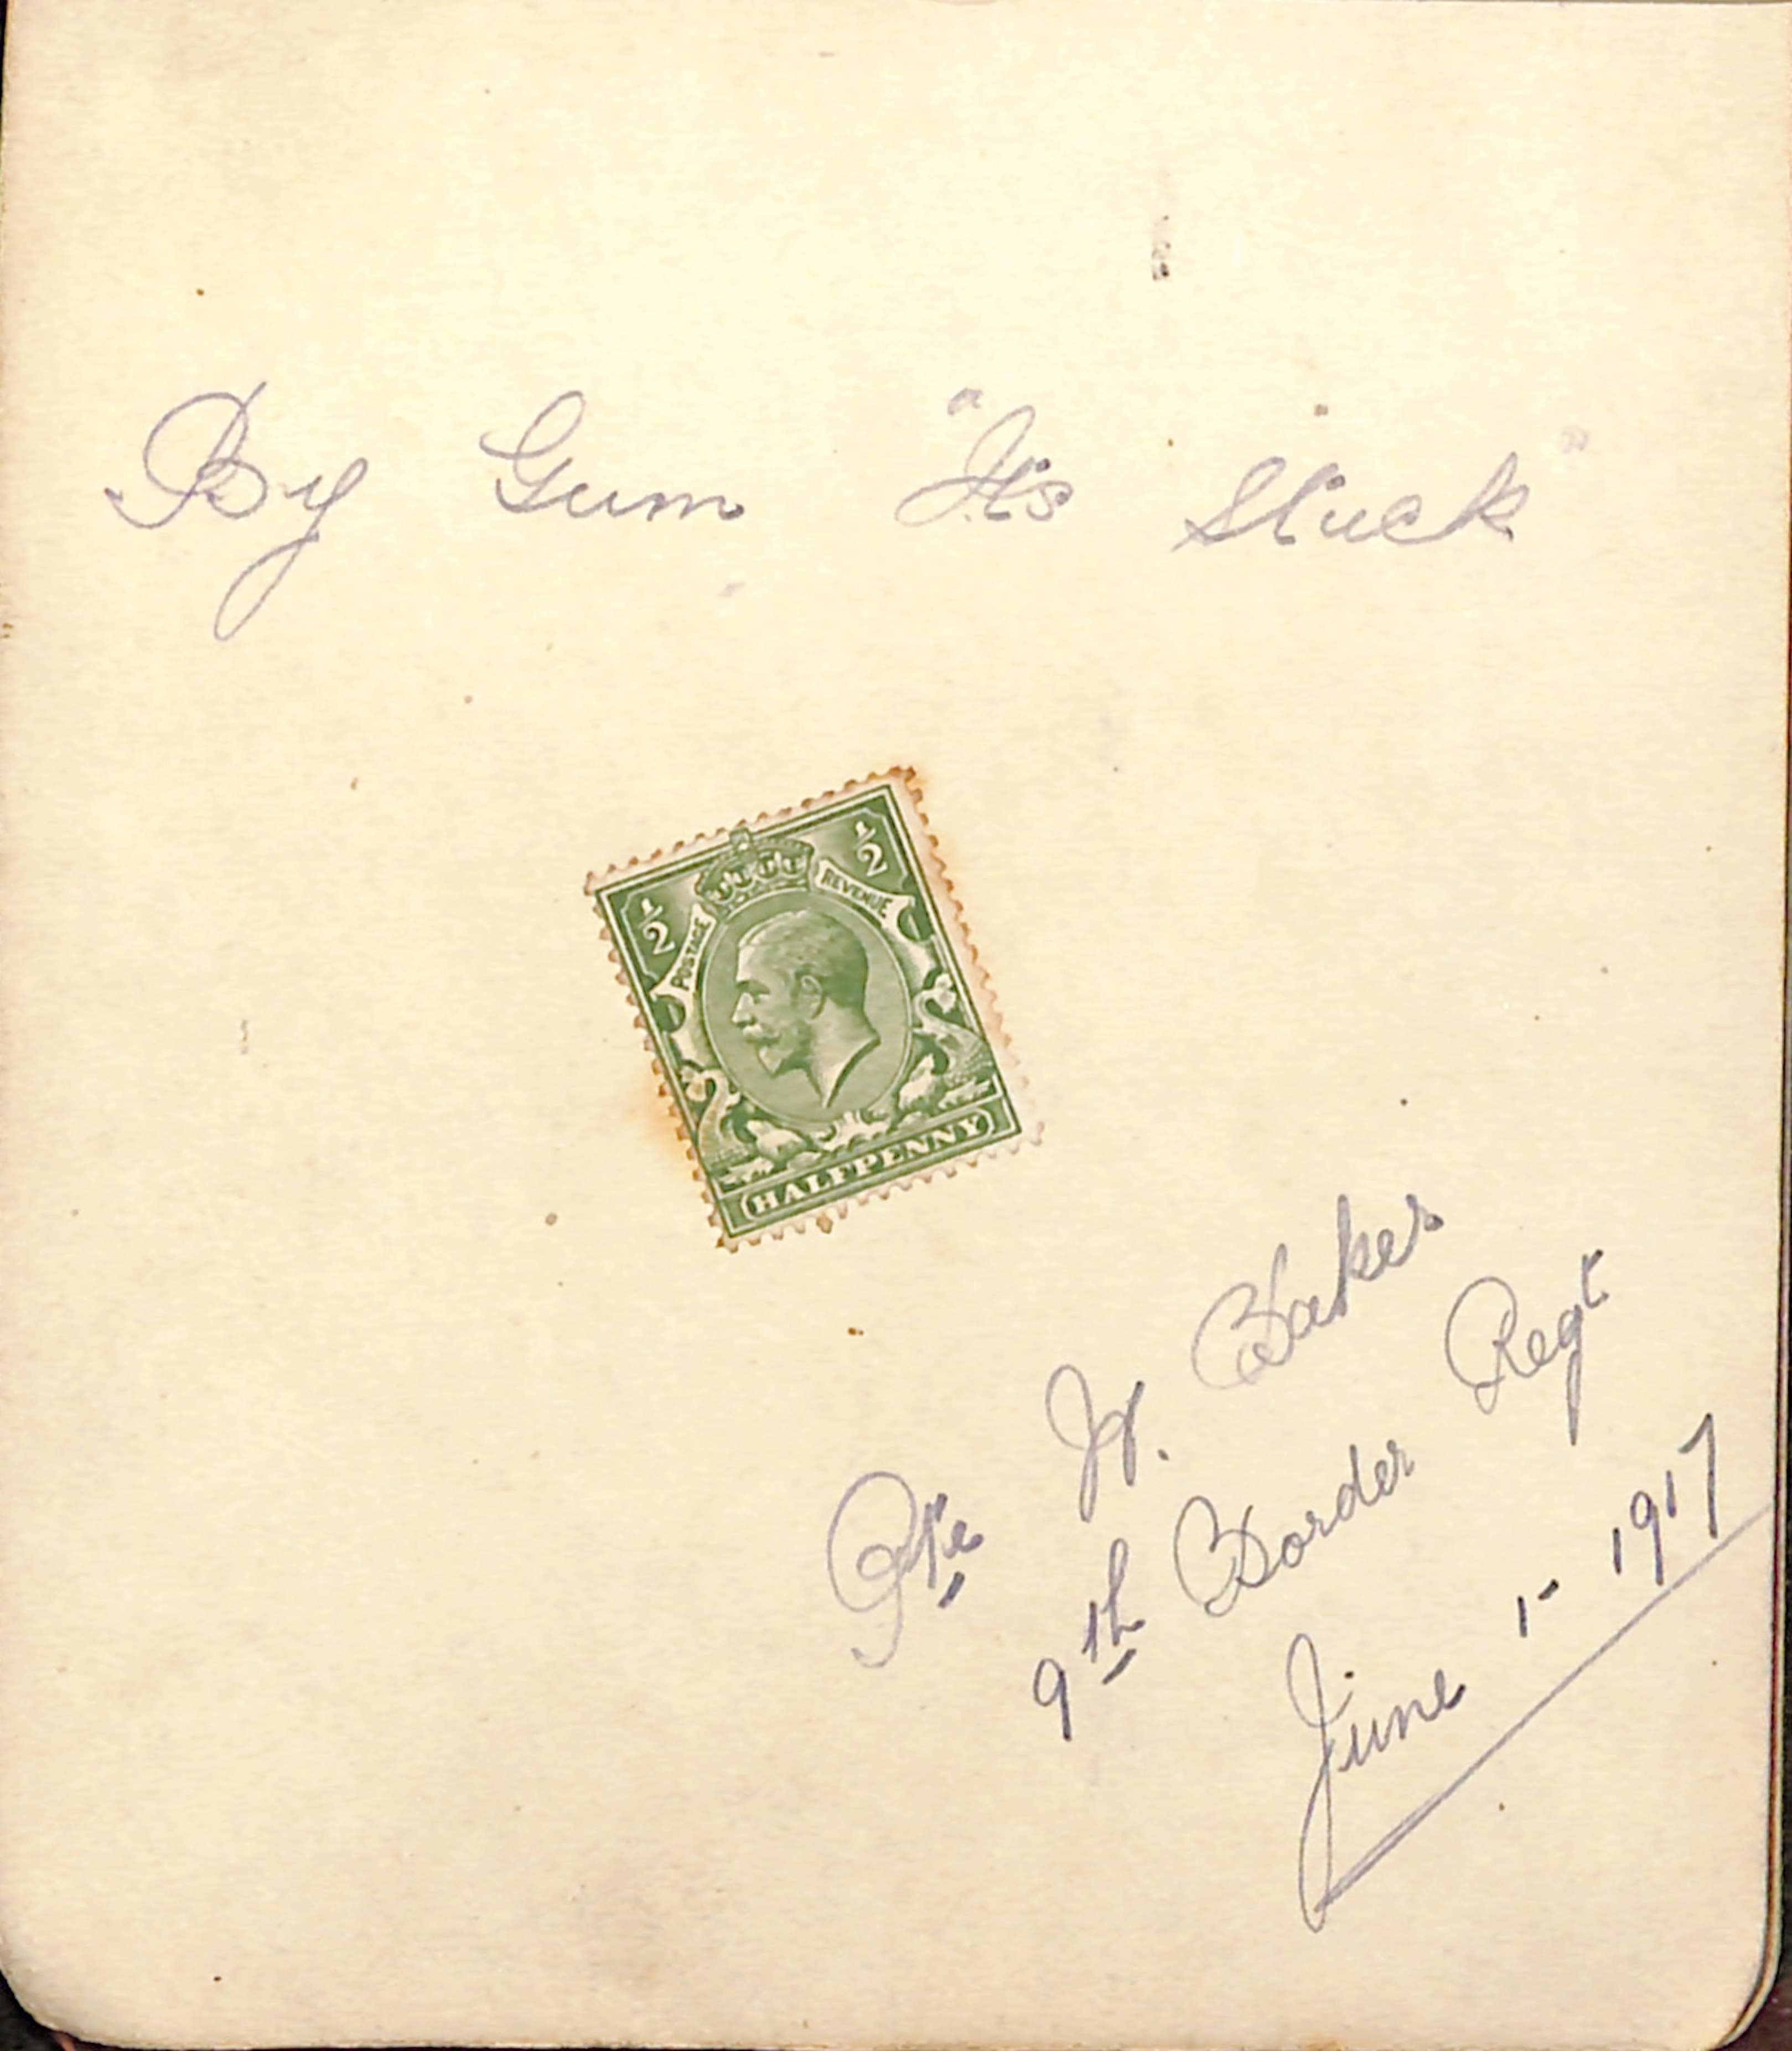 By Gum "Its Stuck"
½ ½
POSTAGE REVENUE
HALFPENNY
Pte W. Baker
9th Border Regt
June 1- 1917